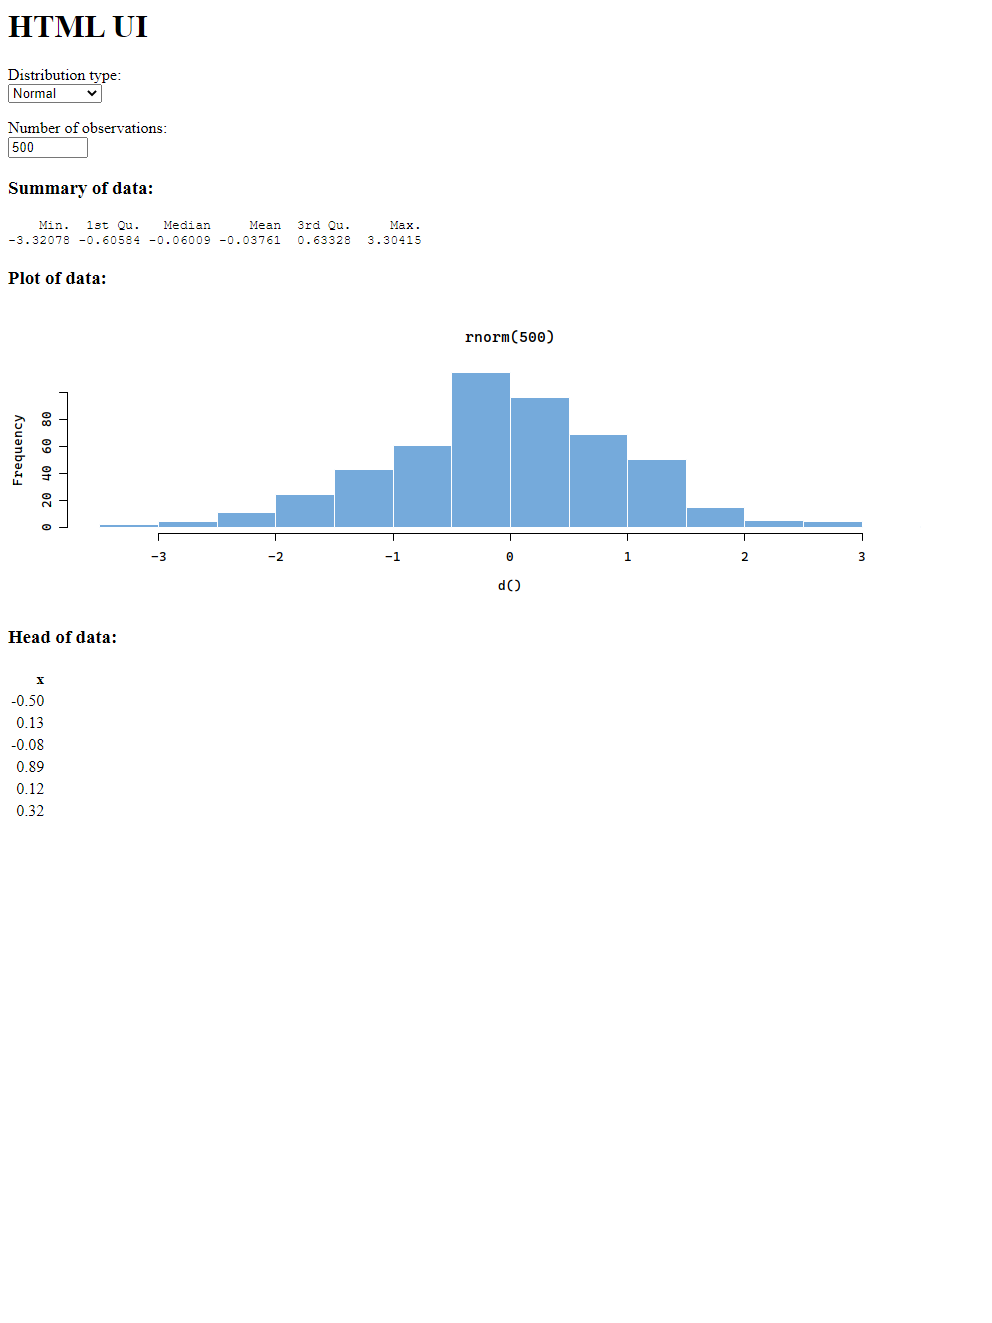 HTML UI
Distribution type:
Normal
Number of observations:
500
Summary of data:
Min. 1st Qu. Median Mean 3rd Qu. Max.
-3.32078 -0.60584 -0.06009 -0.03761 0.63328 3.30415
Plot of data:
rnorm(500)
Frequency
80
60
40
20
0
-3 -2 -1 0 1 2 3
d()
Head of data:
x
-0.50
0.13
-0.08
0.89
0.12
0.32